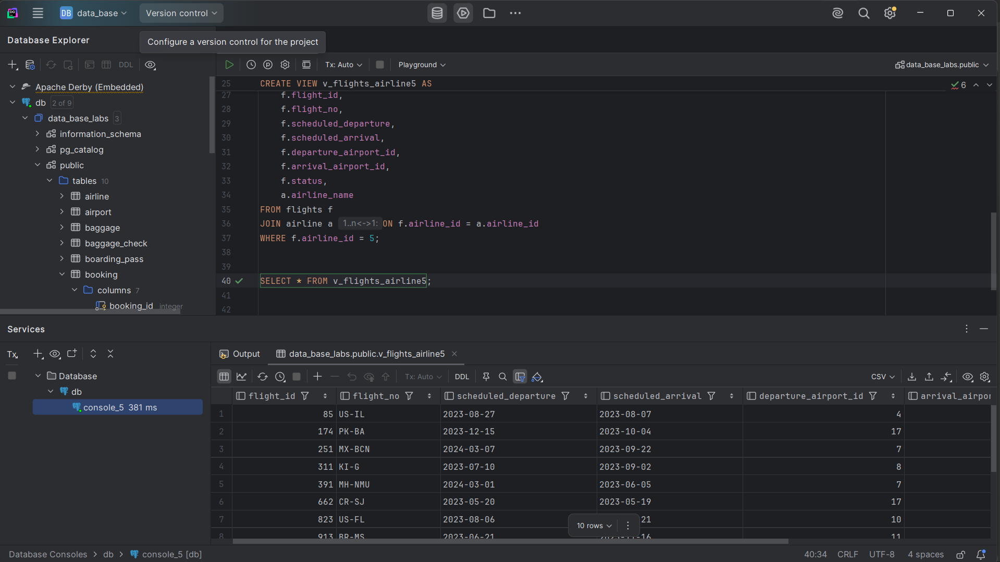 DB data_base Version control
Database Explorer
Configure a version control for the project
DDL
Tx: Auto Playground data_base_labs.public
Apache Derby (Embedded)
db 2 of 9
data_base_labs 3
information_schema
pg_catalog
public
tables 10
airline
airport
baggage
baggage_check
boarding_pass
booking
columns 7
booking_id integer
25 CREATE VIEW v_flights_airline5 AS
6
27 f.flight_id,
28 f.flight_no,
29 f.scheduled_departure,
30 f.scheduled_arrival,
31 f.departure_airport_id,
32 f.arrival_airport_id,
33 f.status,
34 a.airline_name
35 FROM flights f
36 JOIN airline a 1..n<->1: ON f.airline_id = a.airline_id
37 WHERE f.airline_id = 5;
38
39
40 SELECT * FROM v_flights_airline5;
41
42
Services
Tx
Database
db
console_5 381 ms
Output data_base_labs.public.v_flights_airline5
Tx: Auto DDL CSV
flight_id flight_no scheduled_departure scheduled_arrival departure_airport_id arrival_airpor
1 85 US-IL 2023-08-27 2023-08-07 4
2 174 PK-BA 2023-12-15 2023-10-04 17
3 251 MX-BCN 2024-03-07 2023-09-22 7
4 311 KI-G 2023-07-10 2023-09-02 8
5 391 MH-NMU 2024-03-01 2023-06-05 7
6 662 CR-SJ 2023-05-20 2023-05-19 17
7 823 US-FL 2023-08-06 21 10
8 913 BR-MS 2023-06-21 16 11
10 rows
Database Consoles > db > console_5 [db]
40:34 CRLF UTF-8 4 spaces